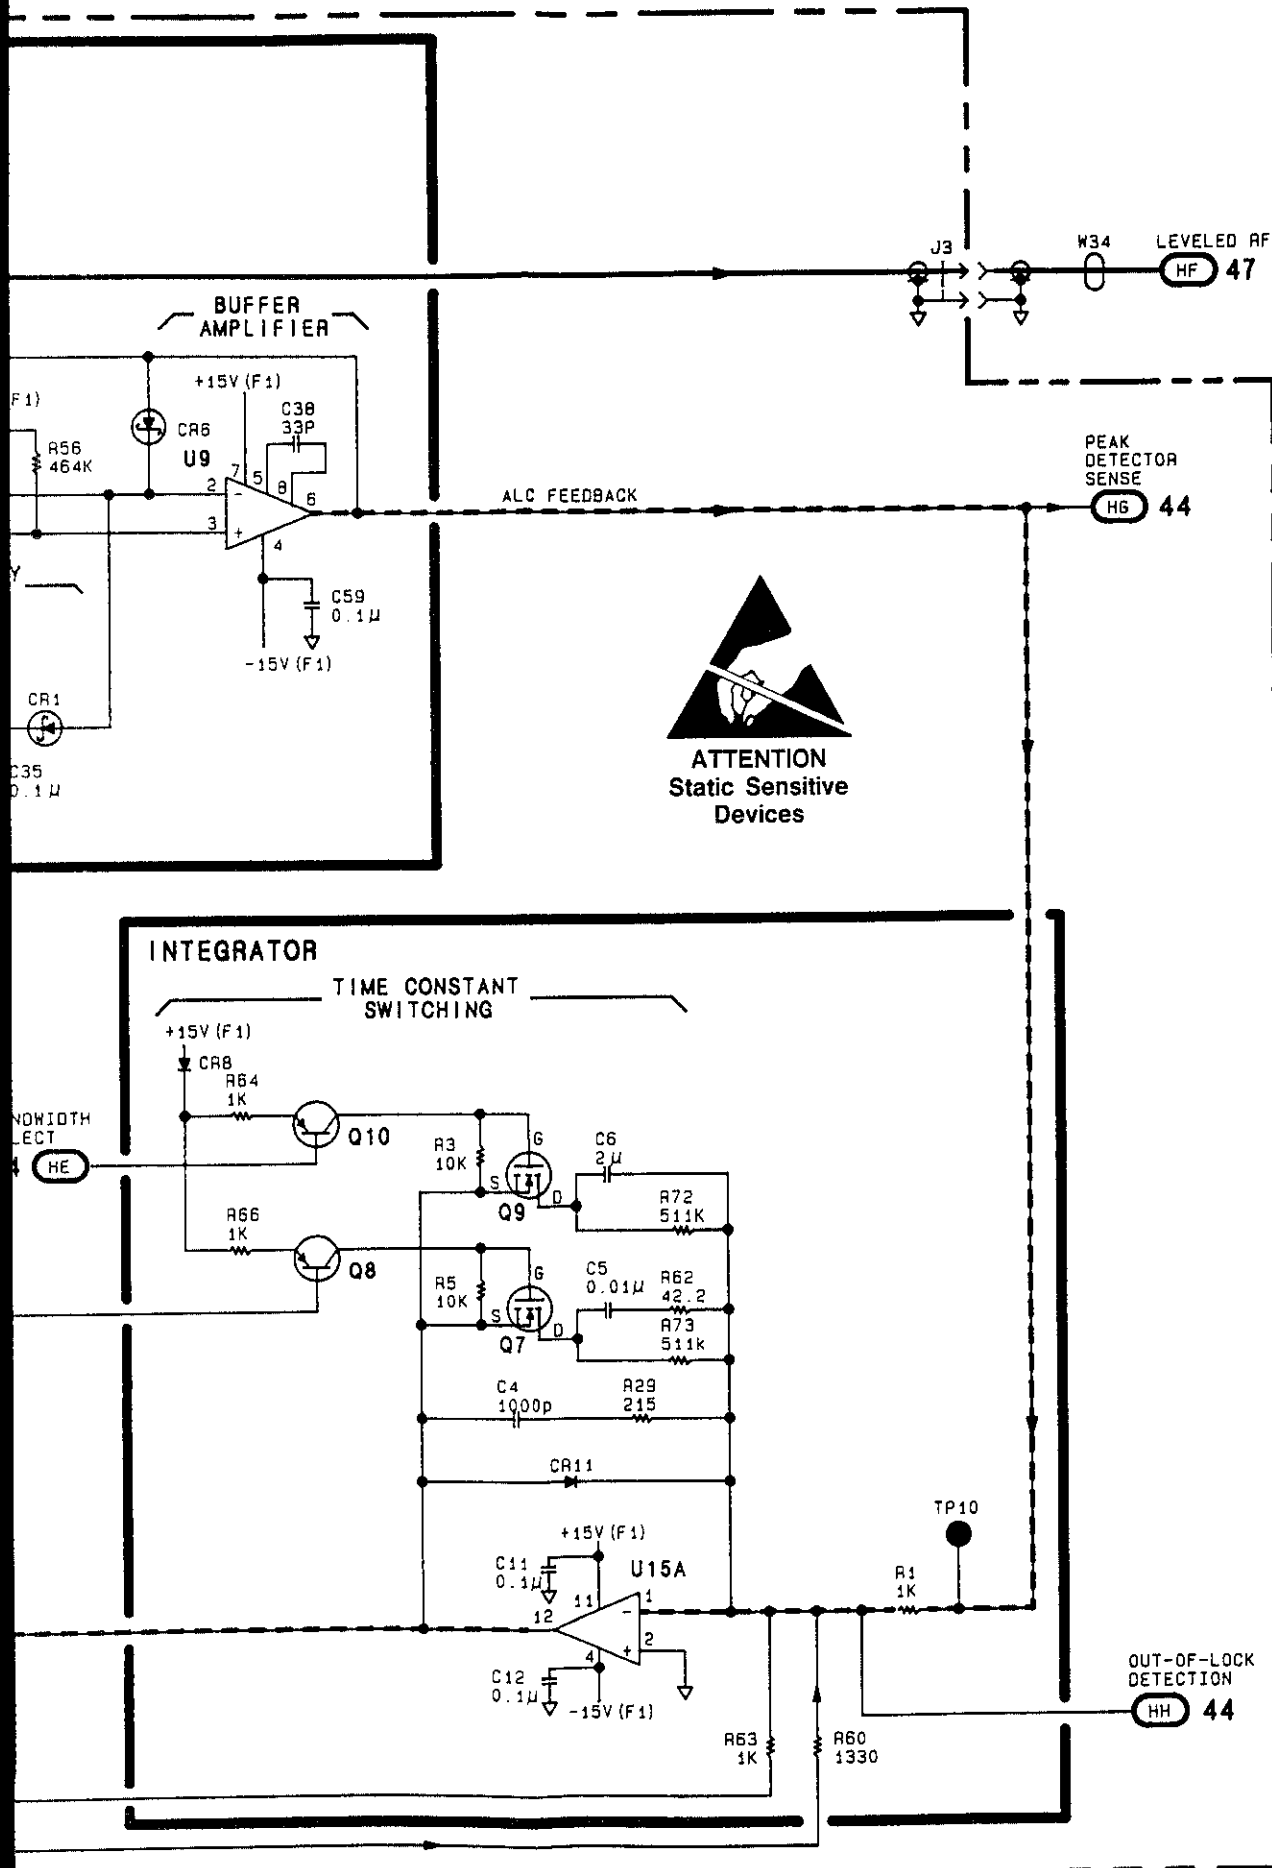 J3
W34
LEVELED RF
HF 47
BUFFER
AMPLIFIER
+15V(F1)
F1)
C38
33P
CR6
U9
R56
464K
7
5
8
2
-
6
3
+
4
ALC FEEDBACK
PEAK
DETECTOR
SENSE
HG 44
Y
C59
0.1µ
-15V(F1)
CR1
C35
0.1µ
ATTENTION
Static Sensitive
Devices
INTEGRATOR
TIME CONSTANT
SWITCHING
+15V(F1)
CR8
R64
1K
NDWIDTH
LECT
4 HE
Q10
R3
10K
G
S
D
Q9
C6
2µ
R72
511K
R66
1K
Q8
R5
10K
G
S
D
Q7
C5
0.01µ
R62
42.2
R73
511k
C4
1000p
R29
215
CR11
+15V(F1)
C11
0.1µ
U15A
11
1
12
-
+
2
4
C12
0.1µ
-15V(F1)
TP10
R1
1K
OUT-OF-LOCK
DETECTION
HH 44
R63
1K
R60
1330